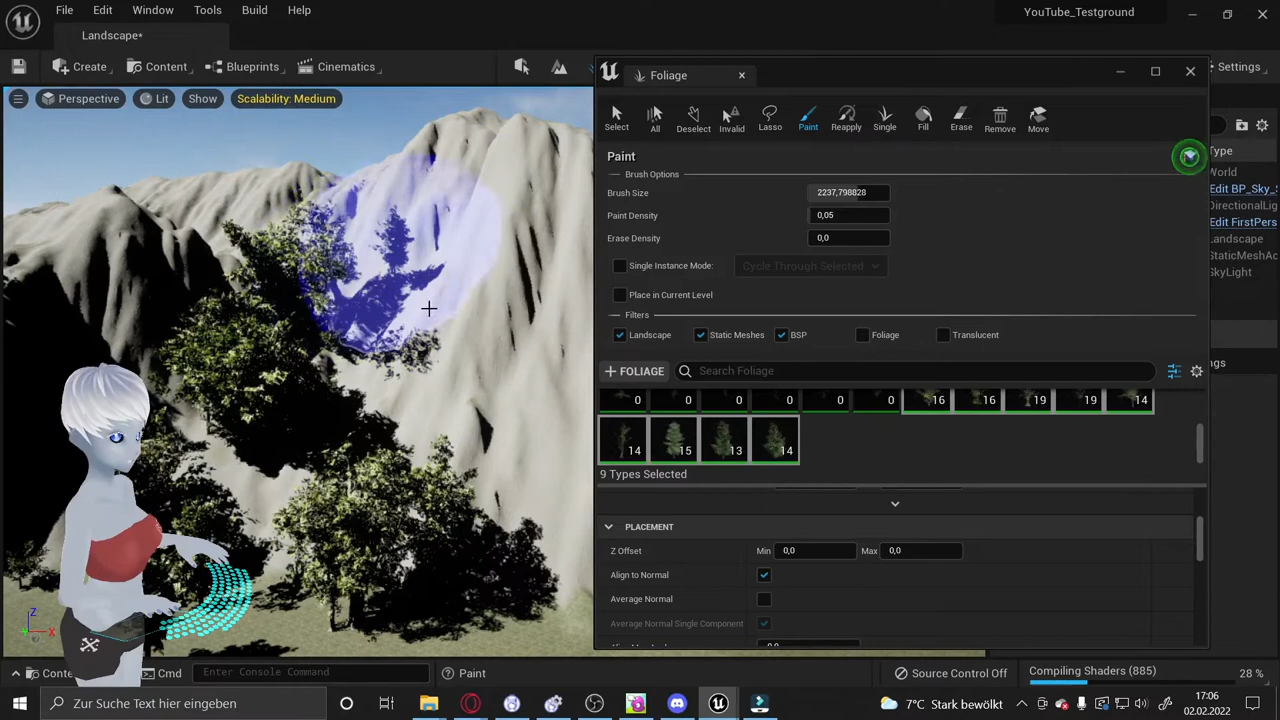 File Edit Window Tools Build Help
YouTube_Testground
Landscape*
Create Content Blueprints Cinematics
Settings
Perspective Lit Show Scalability: Medium
Foliage
Select All Deselect Invalid Lasso Paint Reapply Single Fill Erase Remove Move
Paint
Brush Options
Brush Size 2237,798828
Paint Density 0,05
Erase Density 0,0
Single Instance Mode: Cycle Through Selected
Place in Current Level
Filters
Landscape Static Meshes BSP Foliage Translucent
+ FOLIAGE Search Foliage
0 0 0 0 0 0 16 16 19 19 14
14 15 13 14
9 Types Selected
PLACEMENT
Z Offset Min 0,0 Max 0,0
Align to Normal
Average Normal
Average Normal Single Component
Type
World
Edit BP_Sky_S
DirectionalLig
Edit FirstPers
Landscape
StaticMeshAc
SkyLight
ngs
Z
Y X
Conte Cmd Enter Console Command Paint Source Control Off Compiling Shaders (885) 28 %
Zur Suche Text hier eingeben
7°C Stark bewölkt
17:06
02.02.2022